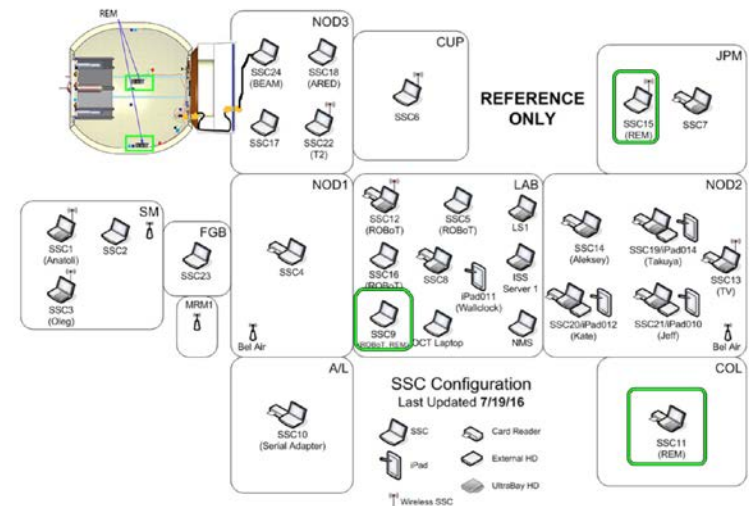 REM
NOD3
SSC24
(BEAM)
SSC18
(ARED)
SSC17
SSC22
(T2)
CUP
SSC6
REFERENCE
ONLY
JPM
SSC15
(REM)
SSC7
SM
SSC1
(Anatoli)
SSC2
SSC3
(Oleg)
FGB
SSC23
MRM1
NOD1
SSC4
Bel Air
LAB
SSC12
(ROBoT)
SSC5
(ROBoT)
LS1
SSC16
(ROBoT)
SSC8
iPad011
(Wallclock)
ISS
Server 1
SSC9
(ROBoT, REM)
OCT Laptop
NMS
NOD2
SSC14
(Aleksey)
SSC19/iPad014
(Takuya)
SSC13
(TV)
SSC20/iPad012
(Kate)
SSC21/iPad010
(Jeff)
Bel Air
A/L
SSC10
(Serial Adapter)
SSC Configuration
Last Updated 7/19/16
SSC
Card Reader
iPad
External HD
UltraBay HD
Wireless SSC
COL
SSC11
(REM)